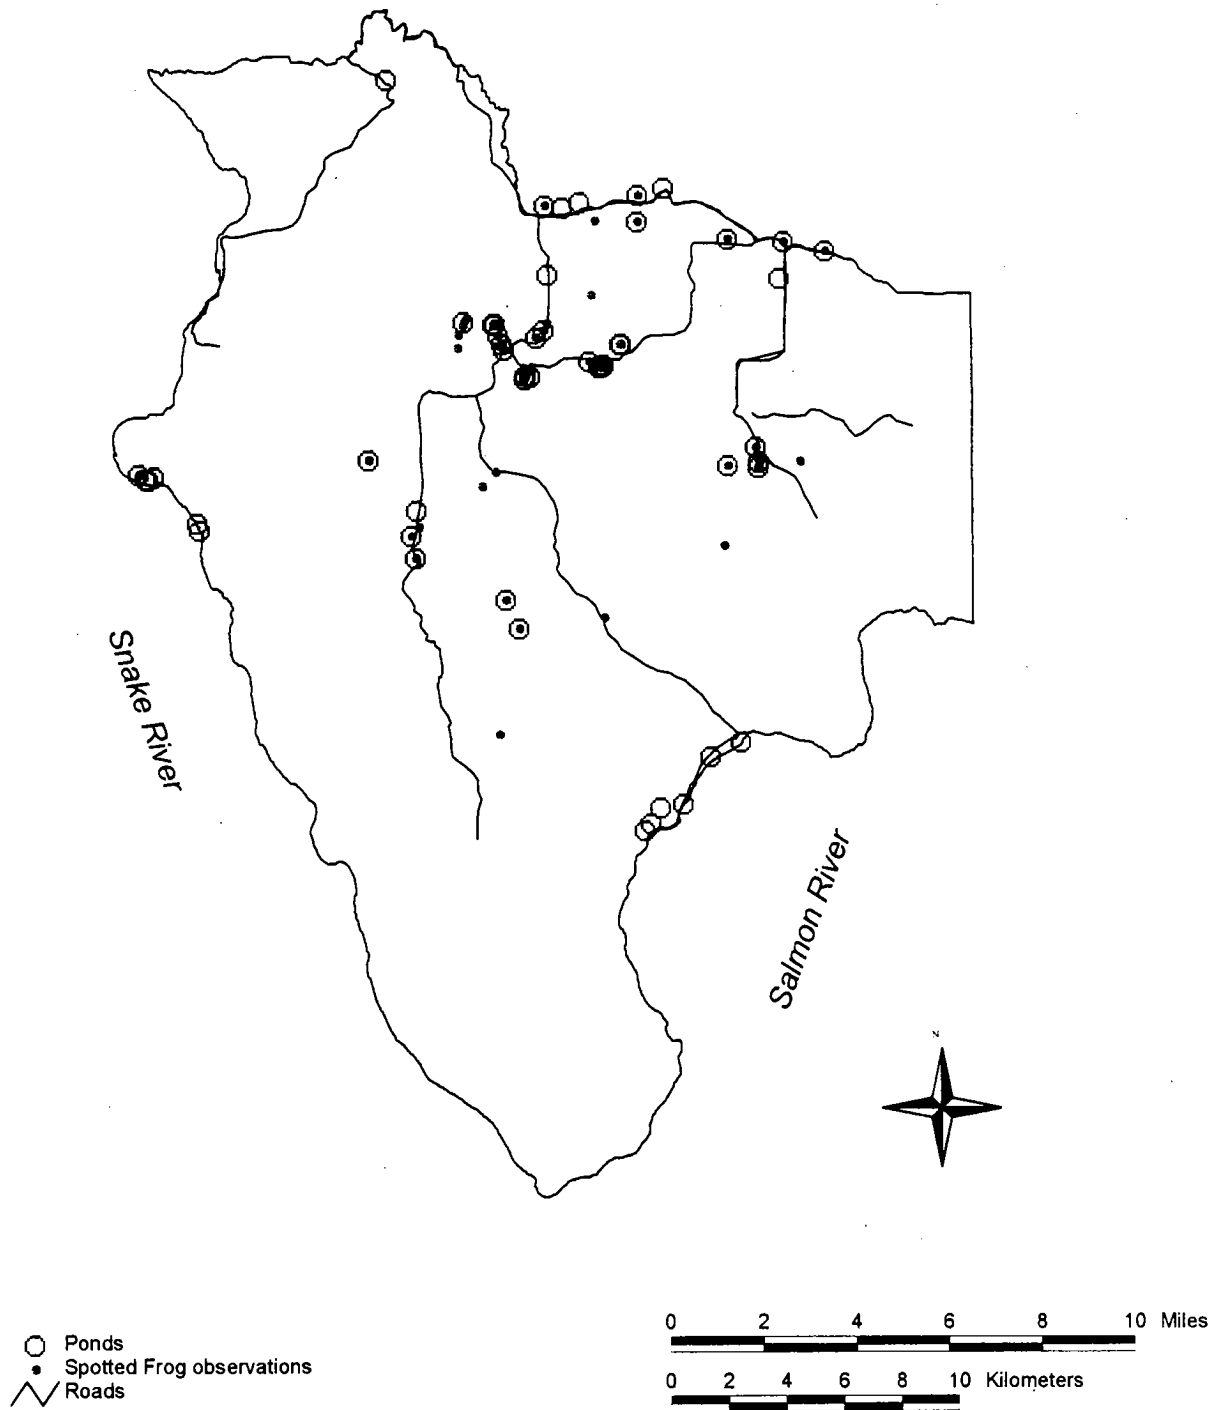 Snake River
Salmon River
N
0 2 4 6 8 10 Miles
0 2 4 6 8 10 Kilometers
Ponds
Spotted Frog observations
Roads